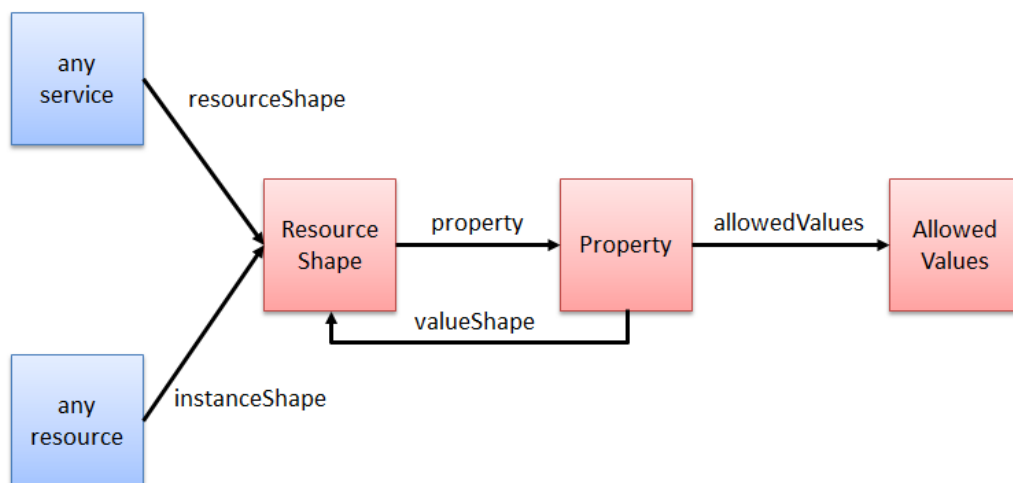 any
service
resourceShape
Resource
Shape
property
Property
allowedValues
Allowed
Values
valueShape
instanceShape
any
resource